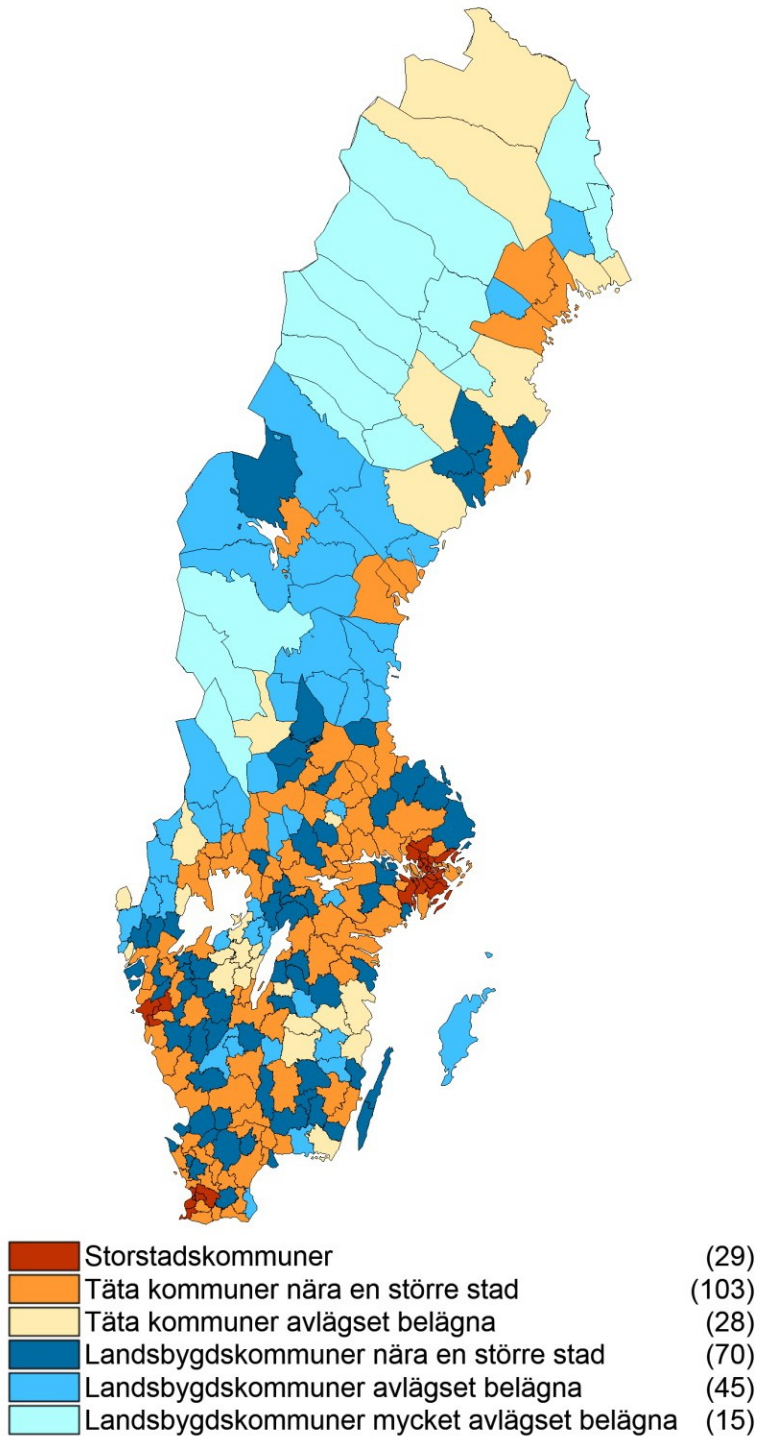 Storstadskommuner (29)
Täta kommuner nära en större stad (103)
Täta kommuner avlägset belägna (28)
Landsbygdskommuner nära en större stad (70)
Landsbygdskommuner avlägset belägna (45)
Landsbygdskommuner mycket avlägset belägna (15)